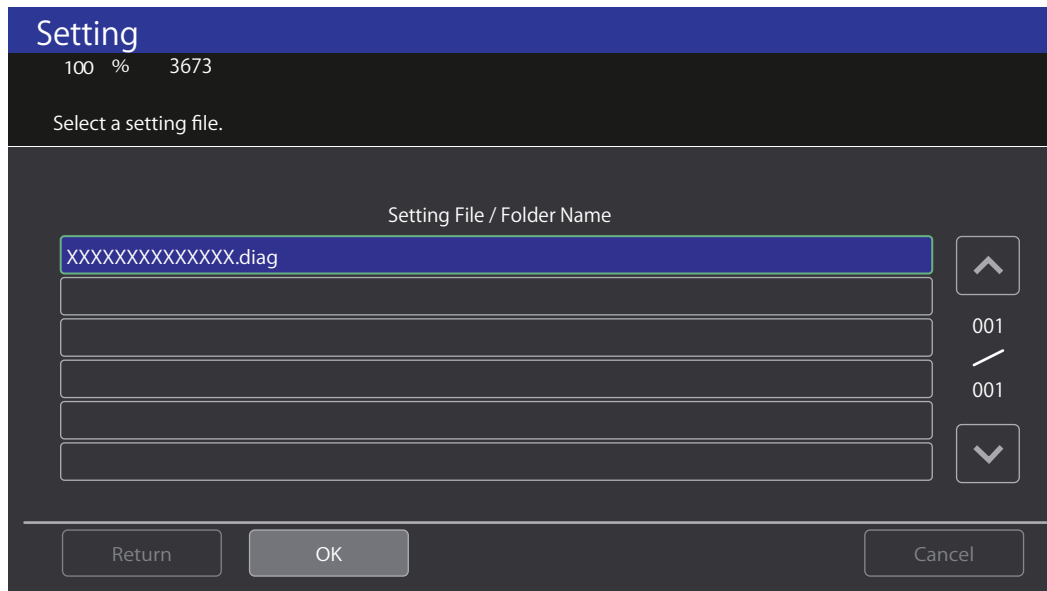 Setting
100 % 3673
Select a setting file.
Setting File / Folder Name
XXXXXXXXXXXXXX.diag
001
001
Return OK Cancel